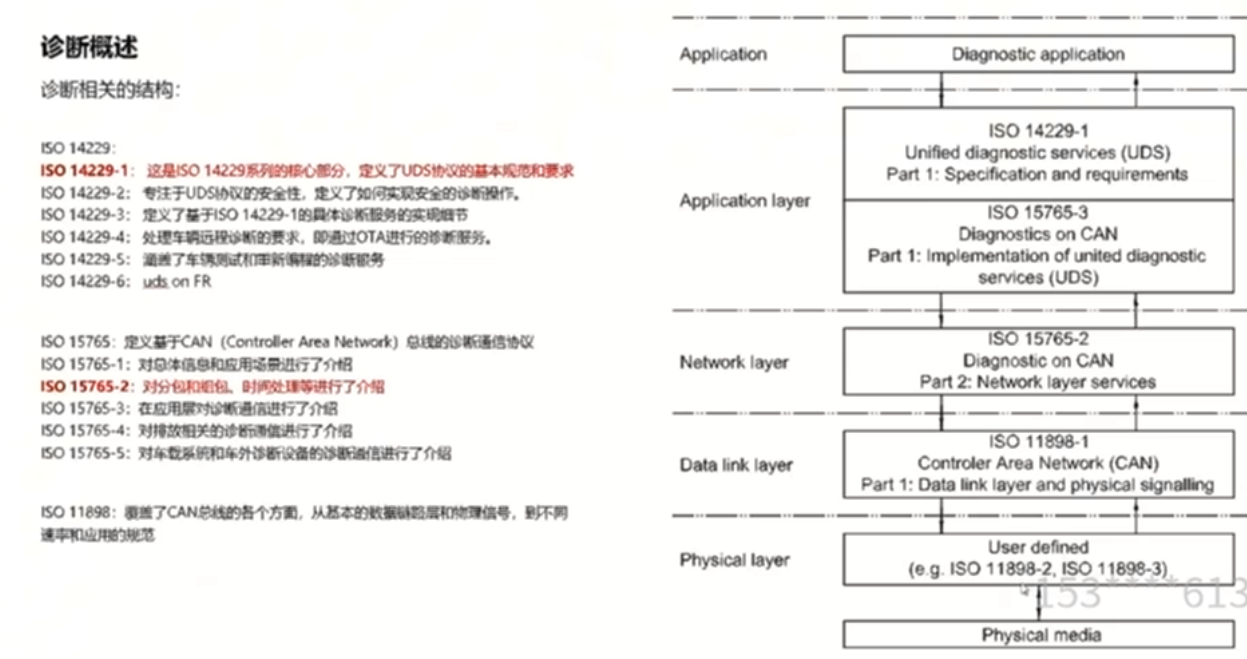 诊断概述
诊断相关的结构：
ISO 14229：
ISO 14229-1： 这是ISO 14229系列的核心部分，定义了UDS协议的基本规范和要求
ISO 14229-2： 专注于UDS协议的安全性，定义了如何实现安全的诊断操作。
ISO 14229-3： 定义了基于ISO 14229-1的具体诊断服务的实现细节
ISO 14229-4： 处理车辆远程诊断的要求，即通过OTA进行的诊断服务。
ISO 14229-5： 涵盖了车辆测试和重新编程的诊断服务
ISO 14229-6： uds on FR
ISO 15765：定义基于CAN（Controller Area Network）总线的诊断通信协议
ISO 15765-1：对总体信息和应用场景进行了介绍
ISO 15765-2：对分包和组包、时间处理等进行了介绍
ISO 15765-3：在应用层对诊断通信进行了介绍
ISO 15765-4：对排放相关的诊断通信进行了介绍
ISO 15765-5：对车载系统和车外诊断设备的诊断通信进行了介绍
ISO 11898：覆盖了CAN总线的各个方面，从基本的数据链路层和物理信号，到不同
速率和应用的规范
Application
Diagnostic application
Application layer
ISO 14229-1
Unified diagnostic services (UDS)
Part 1: Specification and requirements
ISO 15765-3
Diagnostics on CAN
Part 1: Implementation of united diagnostic
services (UDS)
Network layer
ISO 15765-2
Diagnostic on CAN
Part 2: Network layer services
Data link layer
ISO 11898-1
Controler Area Network (CAN)
Part 1: Data link layer and physical signalling
Physical layer
User defined
(e.g. ISO 11898-2, ISO 11898-3)
153****613
Physical media